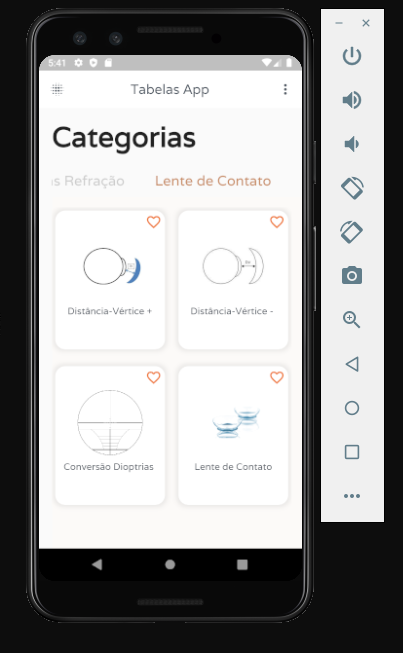 5:41
Tabelas App
Categorias
s Refração
Lente de Contato
Distância-Vértice +
Distância-Vértice -
Conversão Dioptrias
Lente de Contato